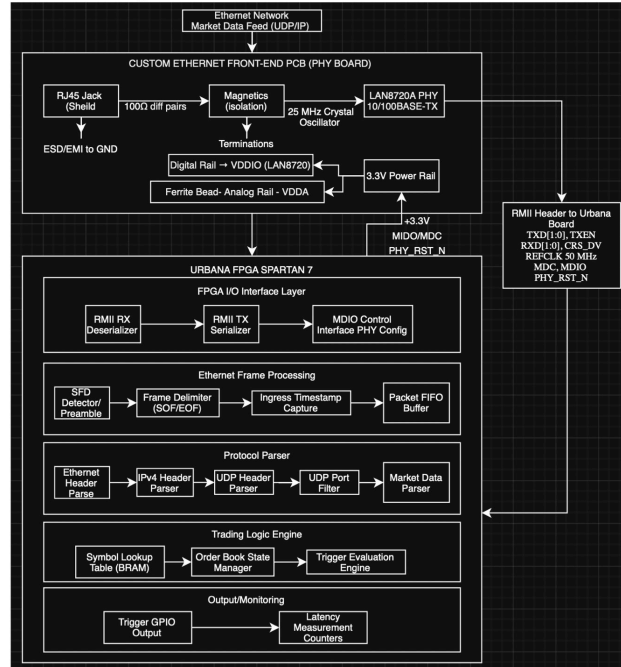 Ethernet Network
Market Data Feed (UDP/IP)
CUSTOM ETHERNET FRONT-END PCB (PHY BOARD)
RJ45 Jack
(Sheild
100Ω diff pairs
Magnetics
(isolation)
25 MHz Crystal
Oscillator
LAN8720A PHY
10/100BASE-TX
ESD/EMI to GND
Terminations
Digital Rail → VDDIO (LAN8720)
Ferrite Bead- Analog Rail - VDDA
3.3V Power Rail
+3.3V
MIDO/MDC
PHY_RST_N
RMII Header to Urbana
Board
TXD[1:0], TXEN
RXD[1:0], CRS_DV
REFCLK 50 MHz
MDC, MDIO
PHY_RST_N
URBANA FPGA SPARTAN 7
FPGA I/O Interface Layer
RMII RX
Deserializer
RMII TX
Serializer
MDIO Control
Interface PHY Config
Ethernet Frame Processing
SFD
Detector/
Preamble
Frame Delimiter
(SOF/EOF)
Ingress Timestamp
Capture
Packet FIFO
Buffer
Protocol Parser
Ethernet
Header
Parse
IPv4 Header
Parser
UDP Header
Parser
UDP Port
Filter
Market Data
Parser
Trading Logic Engine
Symbol Lookup
Table (BRAM)
Order Book State
Manager
Trigger Evaluation
Engine
Output/Monitoring
Trigger GPIO
Output
Latency
Measurement
Counters